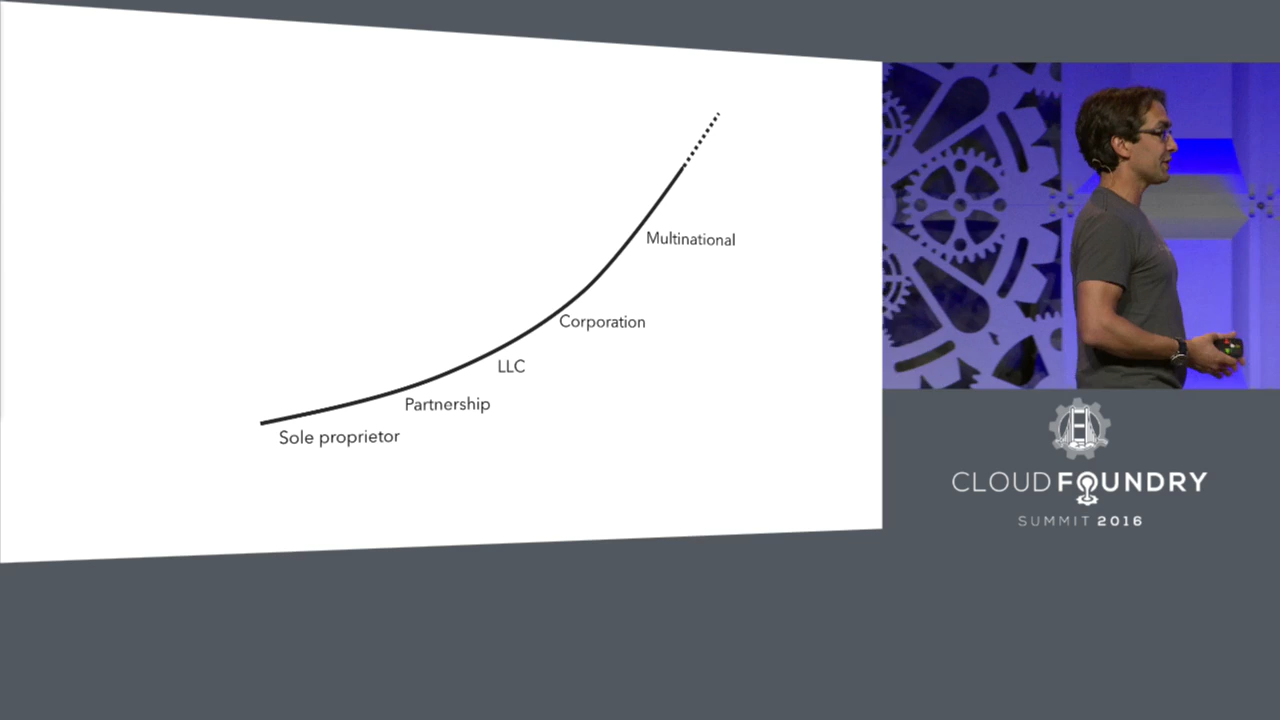 Multinational
Corporation
LLC
Partnership
Sole proprietor
CLOUD FOUNDRY
SUMMIT 2016